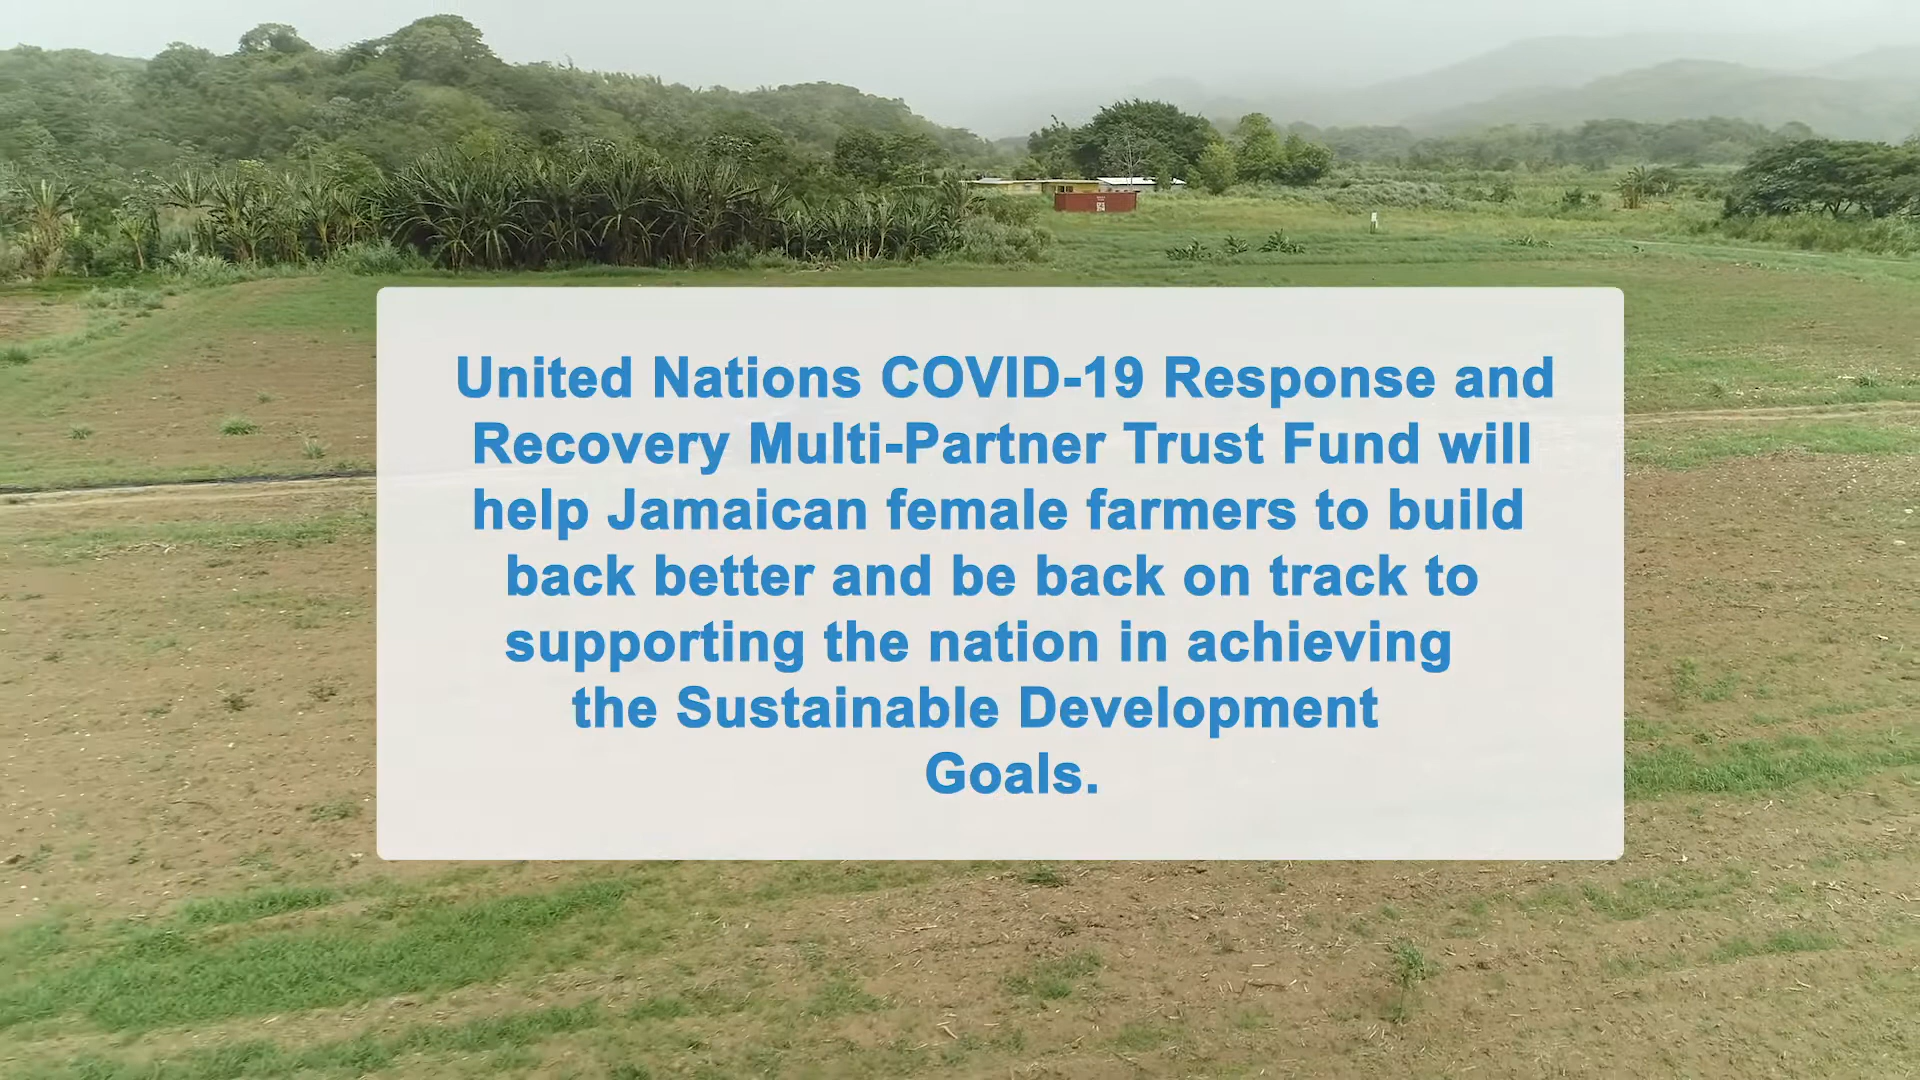 United Nations COVID-19 Response and
Recovery Multi-Partner Trust Fund will
help Jamaican female farmers to build
back better and be back on track to
supporting the nation in achieving
the Sustainable Development
Goals.